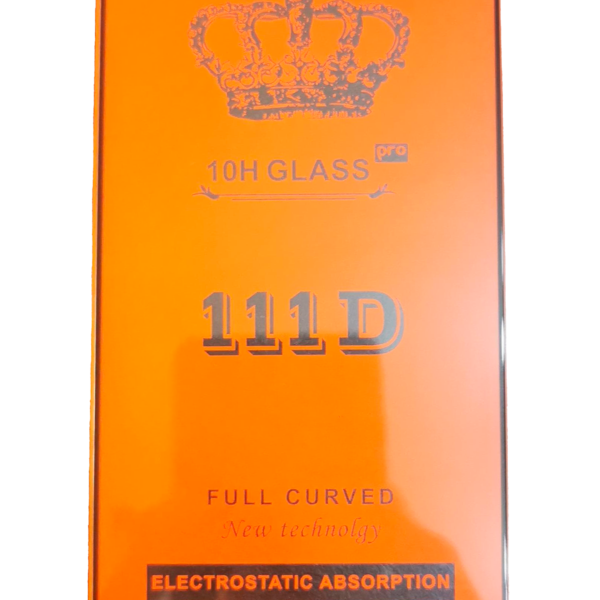 10H GLASS pro
111D
FULL CURVED
New technolgy
ELECTROSTATIC ABSORPTION